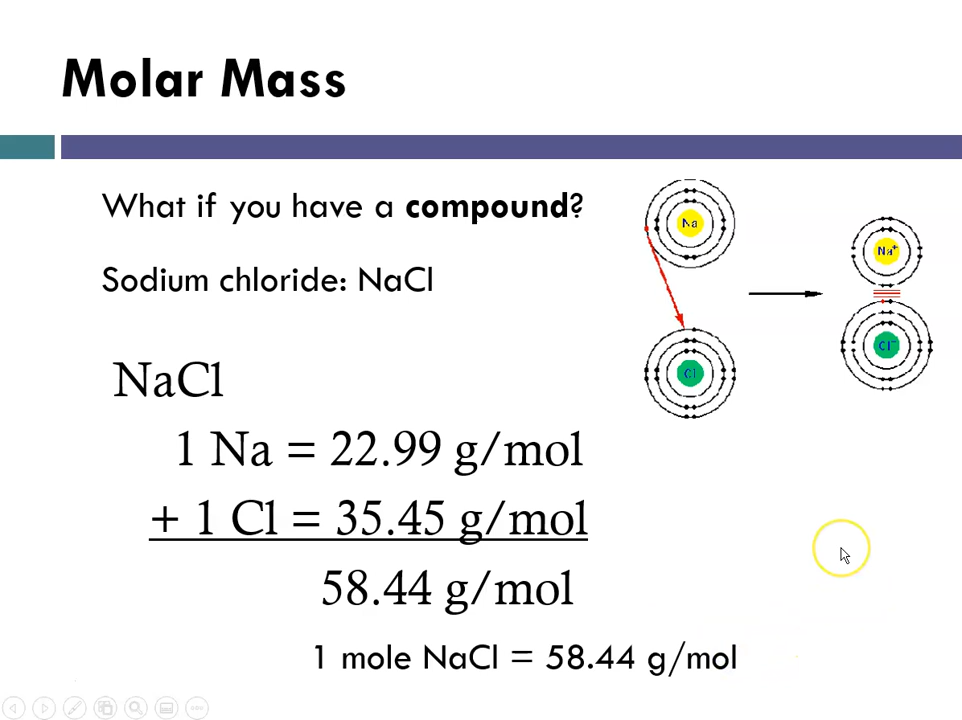 Molar Mass
What if you have a compound?
Sodium chloride: NaCl
Na
Na+
Cl
Cl-
NaCl
1 Na = 22.99 g/mol
+ 1 Cl = 35.45 g/mol
58.44 g/mol
1 mole NaCl = 58.44 g/mol